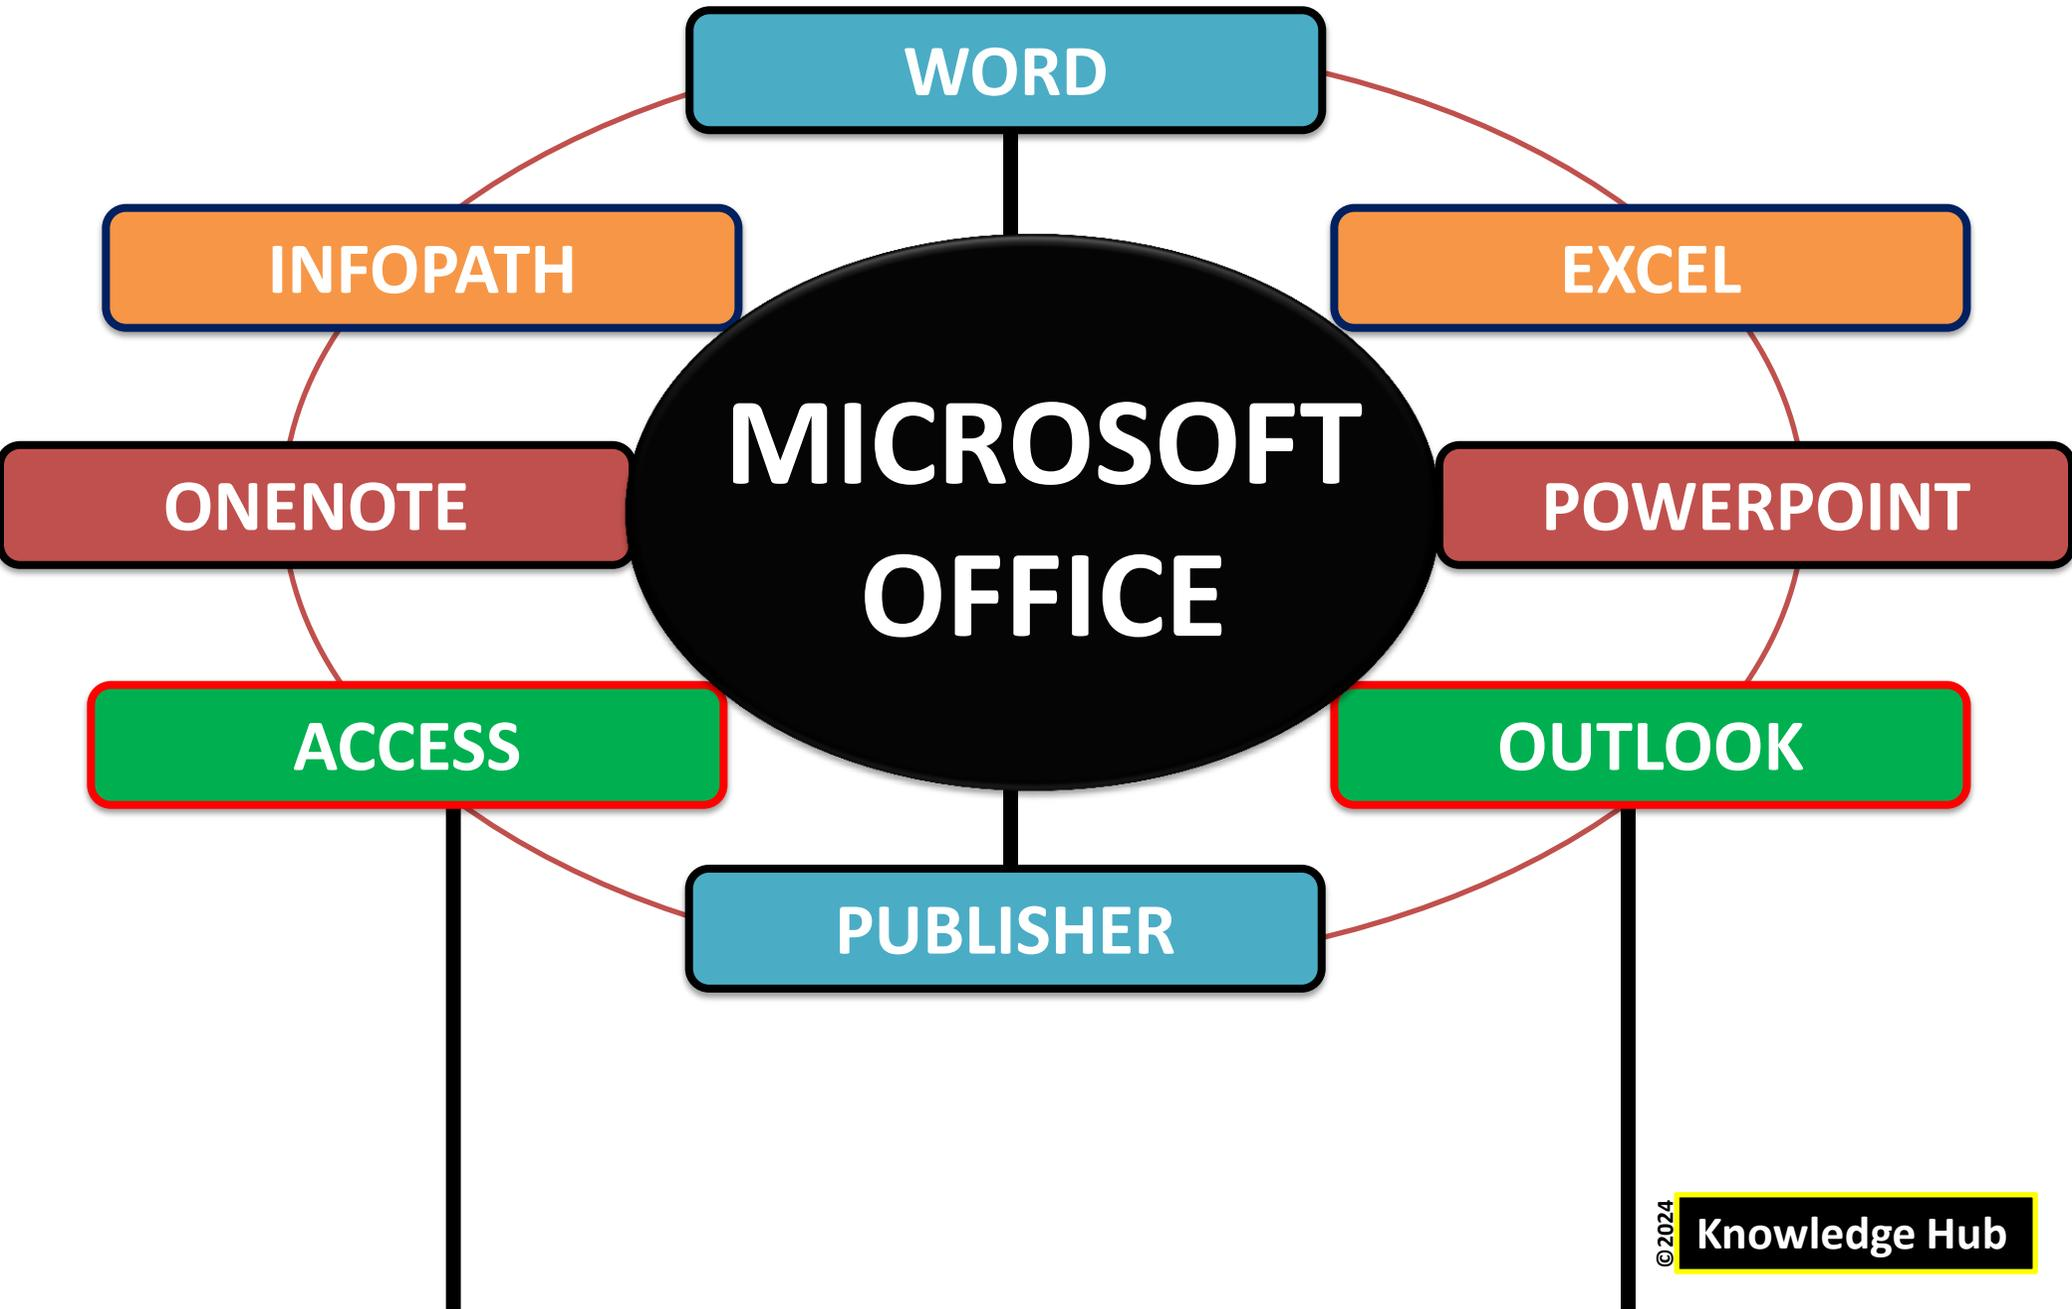 WORD
INFOPATH
EXCEL
MICROSOFT
OFFICE
ONENOTE
POWERPOINT
ACCESS
OUTLOOK
PUBLISHER
©2024
Knowledge Hub